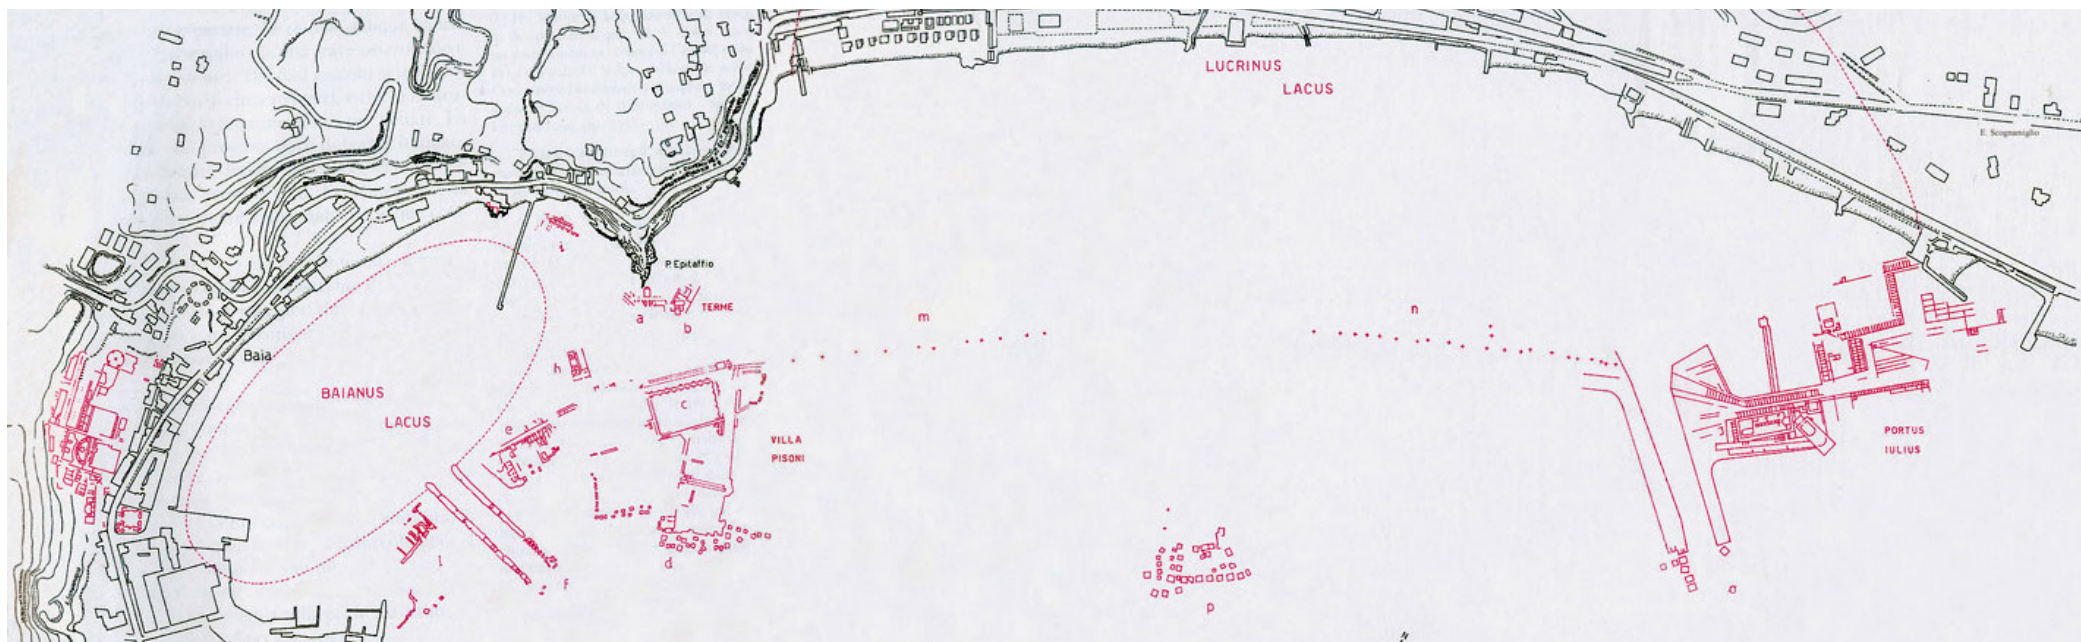 LUCRINUS
LACUS
E. Scognamiglio
i
P. Epitaffio
TERME
a
b
m
n
Baia
h
BAIANUS
LACUS
c
e
VILLA
PISONI
PORTUS
IULIUS
l
d
F
p
N